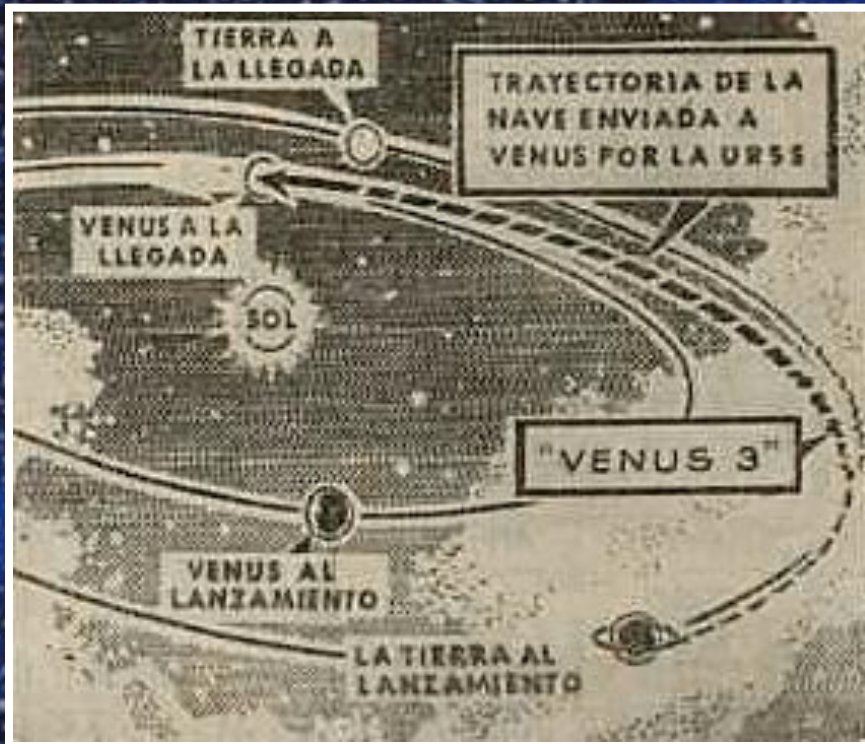 TIERRA A
LA LLEGADA
TRAYECTORIA DE LA
NAVE ENVIADA A
VENUS POR LA URSS
VENUS A LA
LLEGADA
SOL
"VENUS 3"
VENUS AL
LANZAMIENTO
LA TIERRA AL
LANZAMIENTO